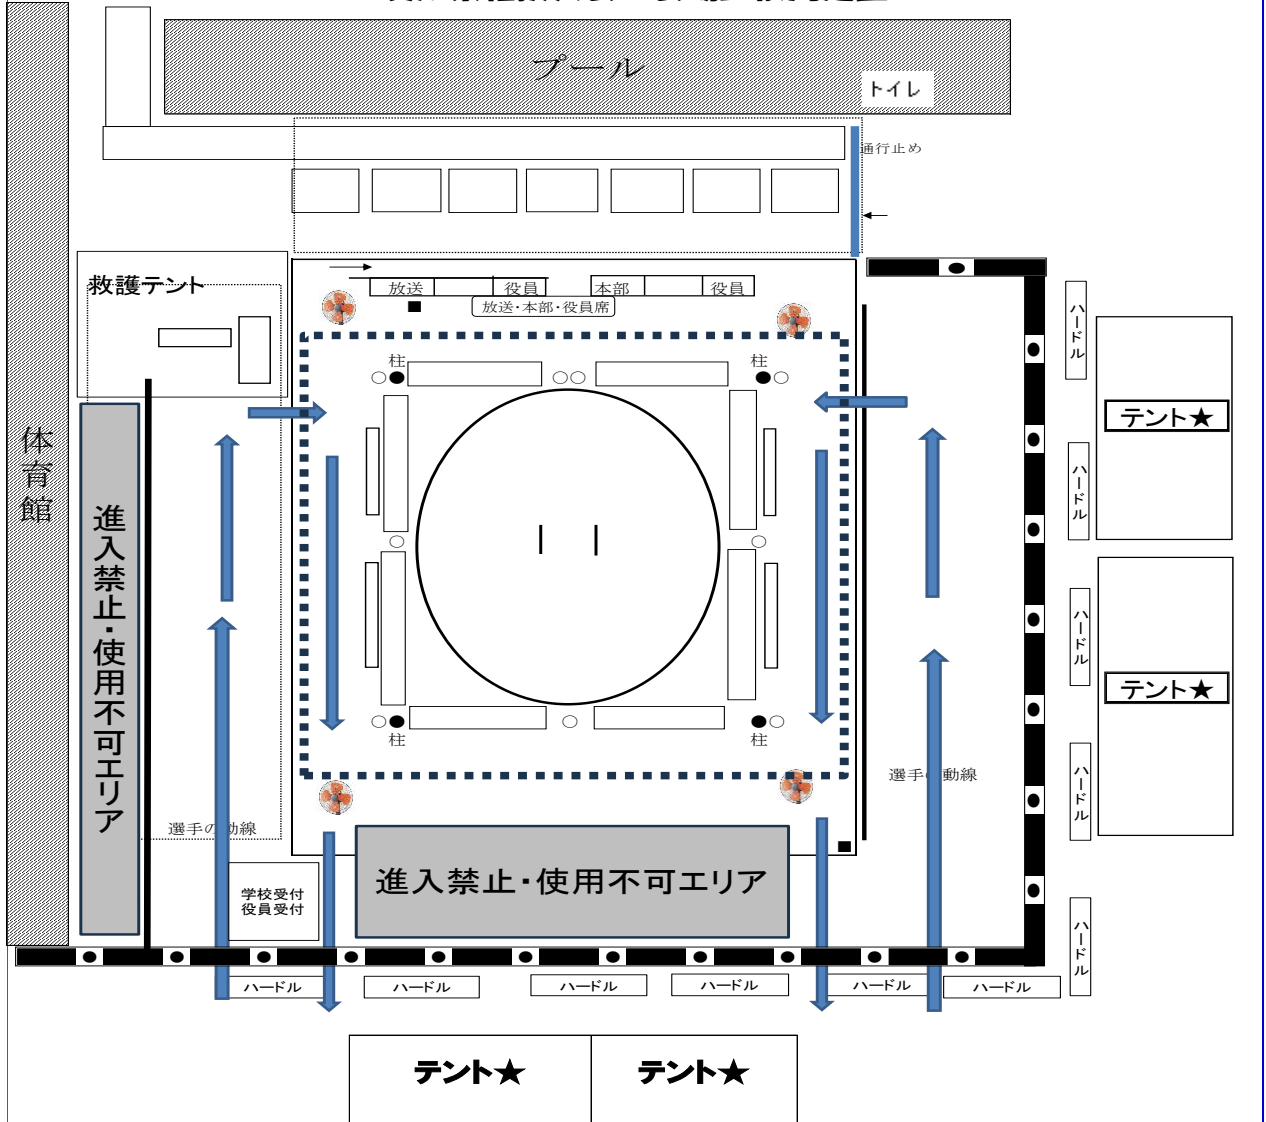 プール
トイレ
通行止め
救護テント
放送
役員
本部
役員
放送・本部・役員席
柱
柱
体育館
進入禁止・使用不可エリア
柱
柱
選手の動線
選手の動線
学校受付
役員受付
進入禁止・使用不可エリア
ハードル
ハードル
ハードル
ハードル
ハードル
テント★
テント★
ハードル
ハードル
ハードル
ハードル
ハードル
ハードル
テント★
テント★